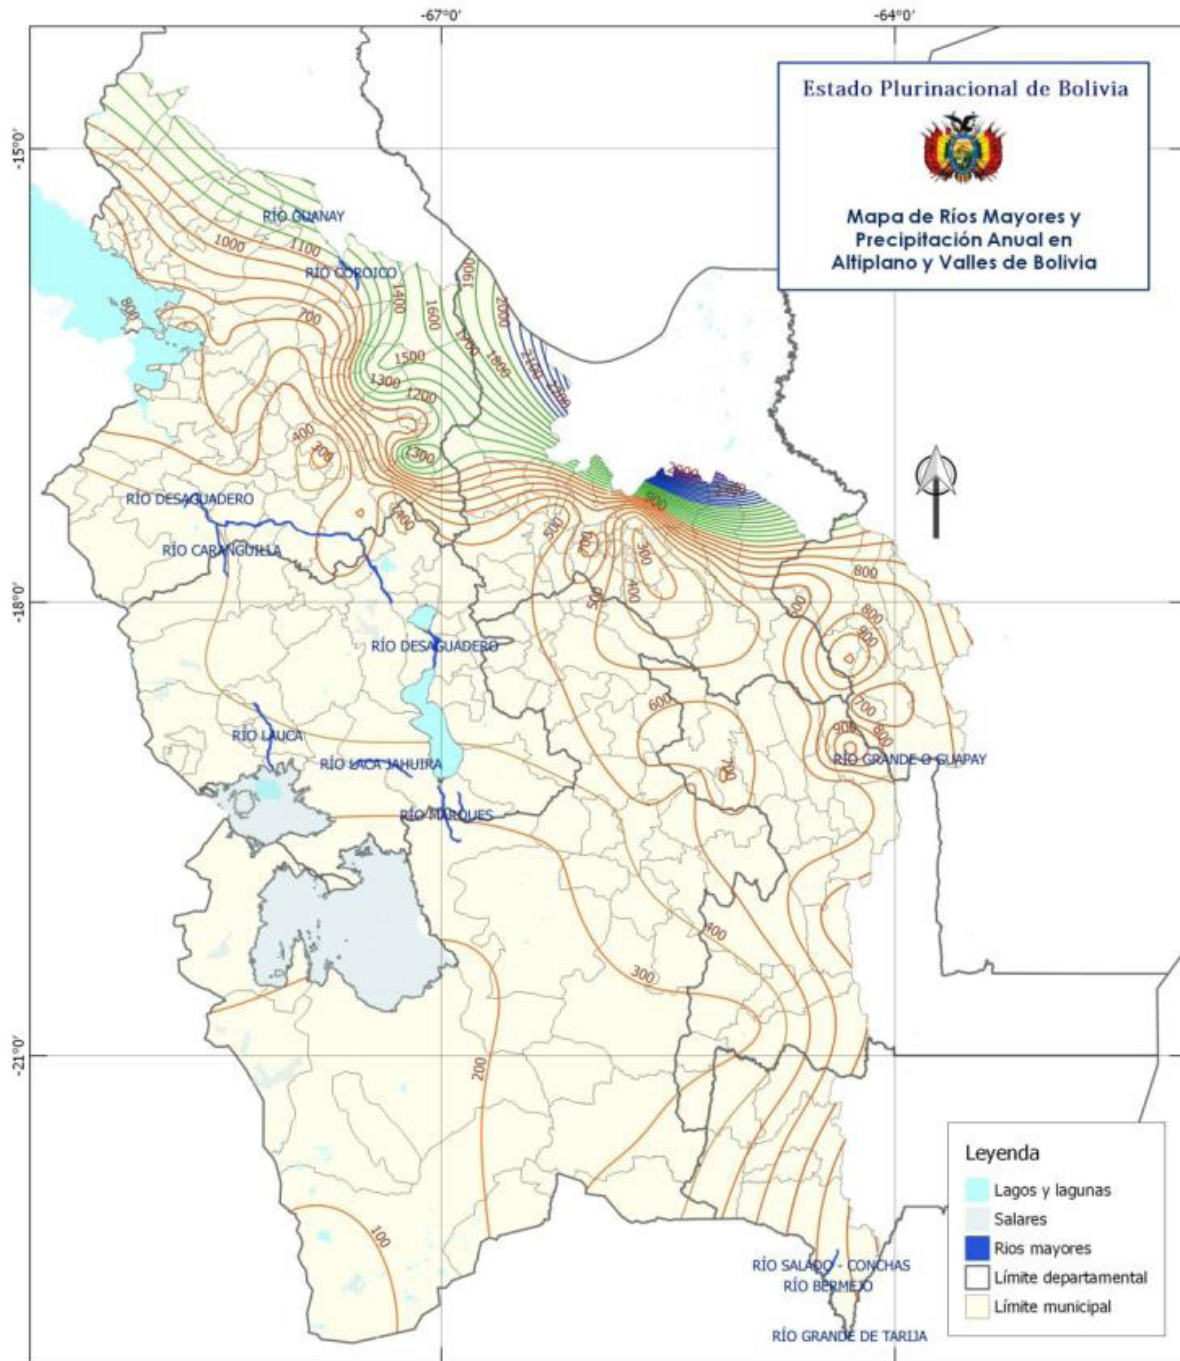 -67°0'
-64°0'
Estado Plurinacional de Bolivia
Mapa de Ríos Mayores y
Precipitación Anual en
Altiplano y Valles de Bolivia
-15°0'
RÍO GUANAY
1000
1100
RÍO COROICO
1900
1400
1600
2000
800
700
1700
1800
1500
2100
1300
2200
1200
400
300
1300
RÍO DESAGUADERO
400
500
700
300
800
RÍO CARANGUILLA
-18°0'
500
400
600
800
900
RÍO DESAGUADERO
600
700
800
RÍO LAUCA
900
RÍO LACA JAHUIRA
700
RÍO GRANDE O GUAPAY
RÍO MARQUES
400
300
-21°0'
200
100
Leyenda
Lagos y lagunas
Salares
Rios mayores
Límite departamental
Límite municipal
RÍO SALADO - CONCHAS
RÍO BERMEJO
RÍO GRANDE DE TARIJA